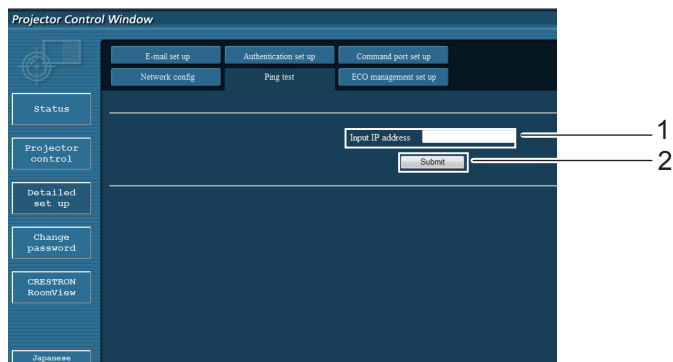 Projector Control Window
E-mail set up
Authentication set up
Command port set up
Network config
Ping test
ECO management set up
Status
Projector
control
Detailed
set up
Change
password
CRESTRON
RoomView
Japanese
Input IP address
1
Submit
2